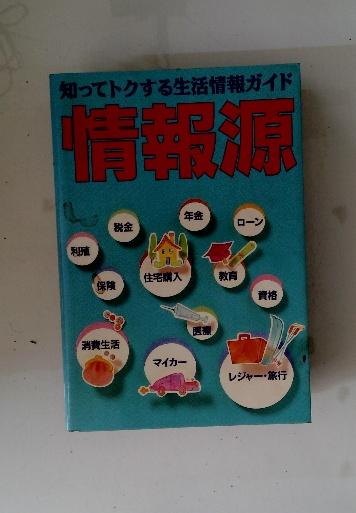 知ってトクする生活情報ガイド
情報源
税金
年金
ローン
利殖
住宅購入
教育
保険
資格
医療
消費生活
マイカー
レジャー・旅行